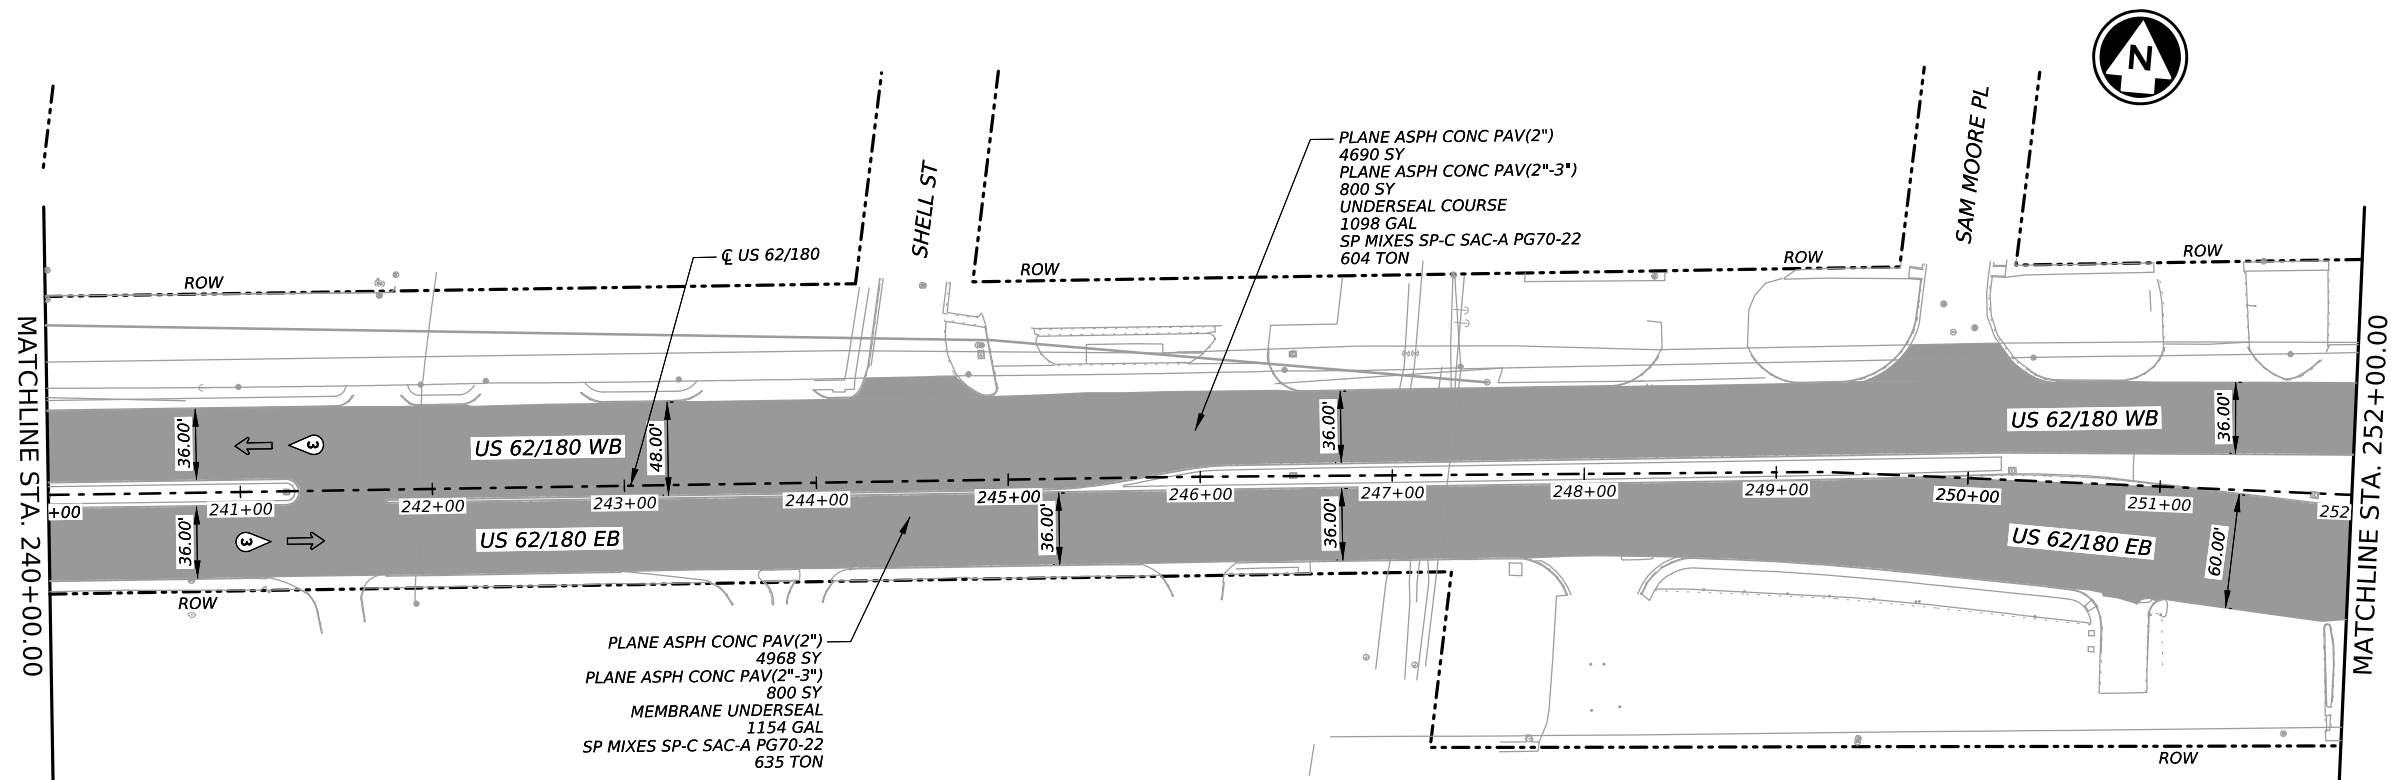 N
SHELL ST
SAM MOORE PL
PLANE ASPH CONC PAV(2")
4690 SY
PLANE ASPH CONC PAV(2"-3")
800 SY
UNDERSEAL COURSE
1098 GAL
SP MIXES SP-C SAC-A PG70-22
604 TON
℄ US 62/180
ROW
ROW
ROW
ROW
MATCHLINE STA. 240+00.00
MATCHLINE STA. 252+00.00
36.00'
3
US 62/180 WB
48.00'
36.00'
US 62/180 WB
36.00'
+00
241+00
242+00
243+00
244+00
245+00
246+00
247+00
248+00
249+00
250+00
251+00
252
36.00'
3
US 62/180 EB
36.00'
36.00'
US 62/180 EB
60.00'
ROW
PLANE ASPH CONC PAV(2")
4968 SY
PLANE ASPH CONC PAV(2"-3")
800 SY
MEMBRANE UNDERSEAL
1154 GAL
SP MIXES SP-C SAC-A PG70-22
635 TON
ROW